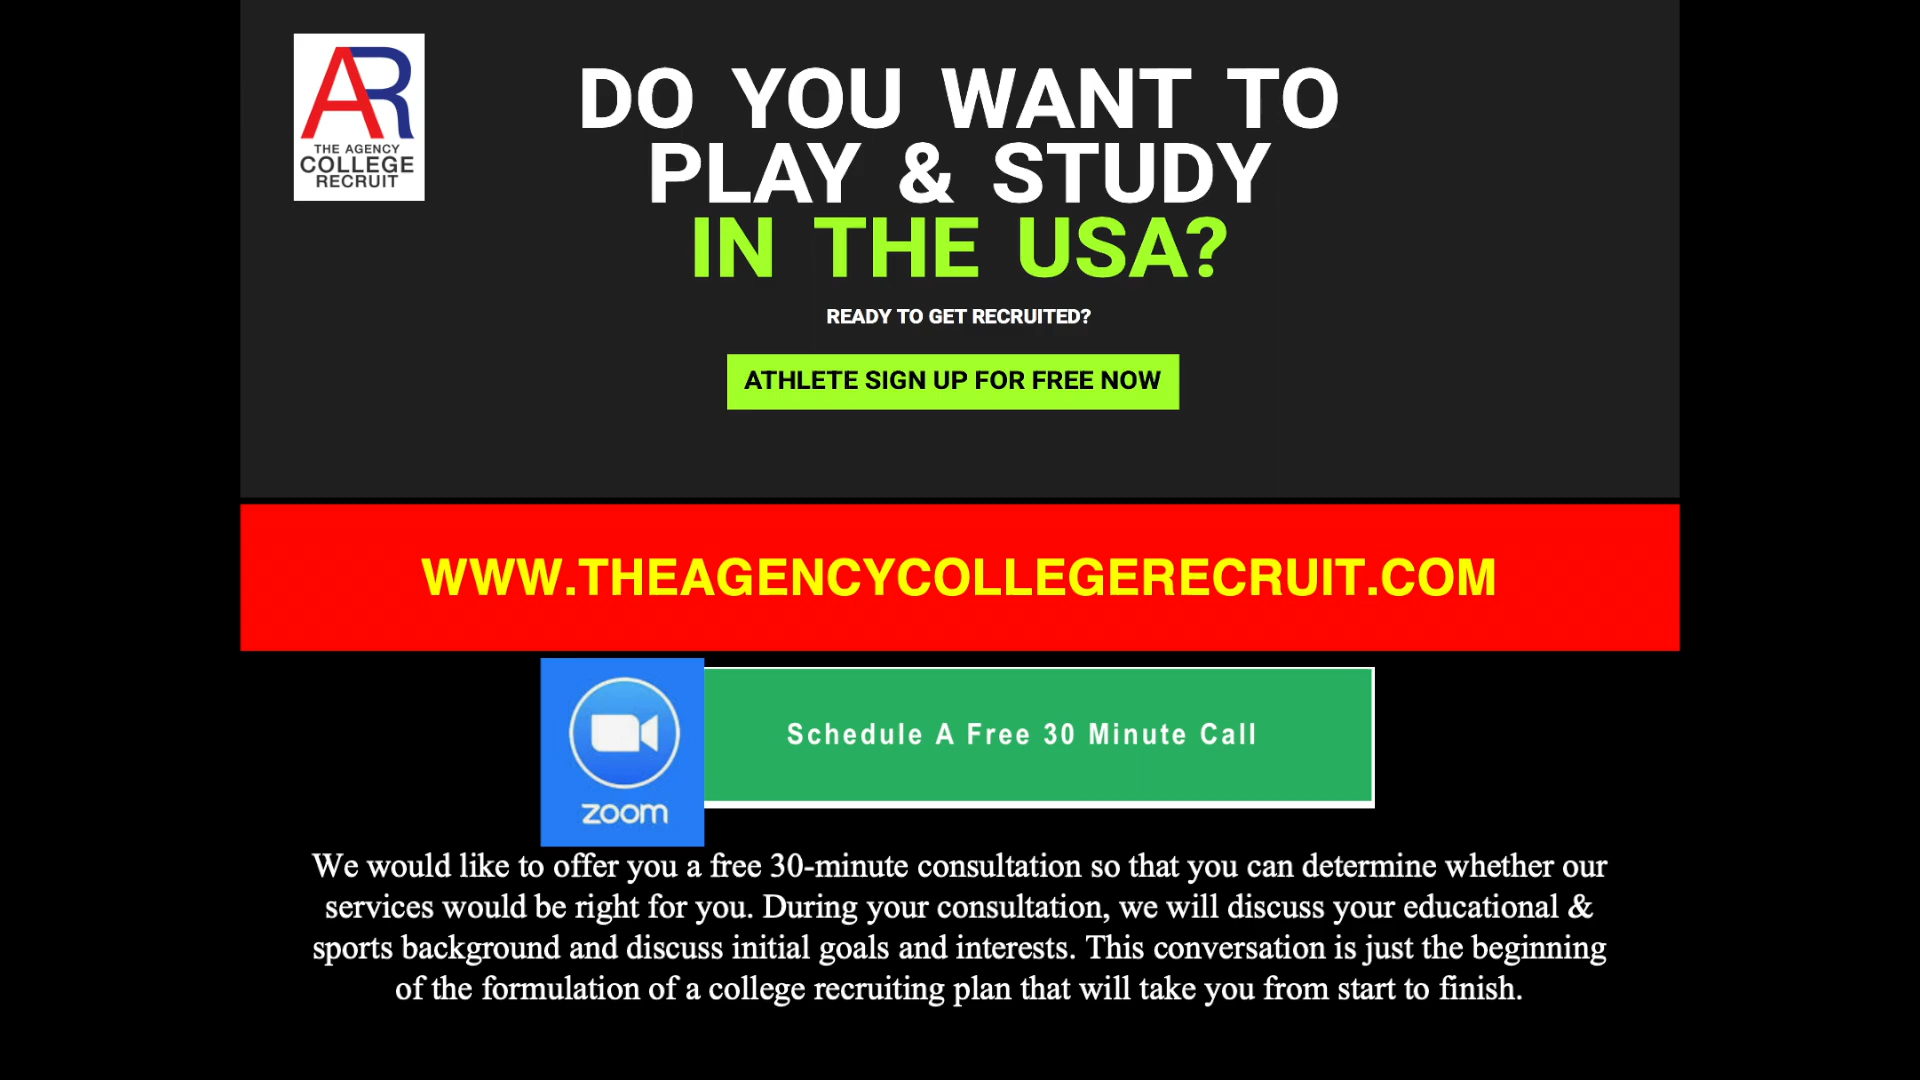 AR
THE AGENCY
COLLEGE
RECRUIT
DO YOU WANT TO
PLAY & STUDY
IN THE USA?
READY TO GET RECRUITED?
ATHLETE SIGN UP FOR FREE NOW
WWW.THEAGENCYCOLLEGERECRUIT.COM
zoom
Schedule A Free 30 Minute Call
We would like to offer you a free 30-minute consultation so that you can determine whether our
services would be right for you. During your consultation, we will discuss your educational &
sports background and discuss initial goals and interests. This conversation is just the beginning
of the formulation of a college recruiting plan that will take you from start to finish.